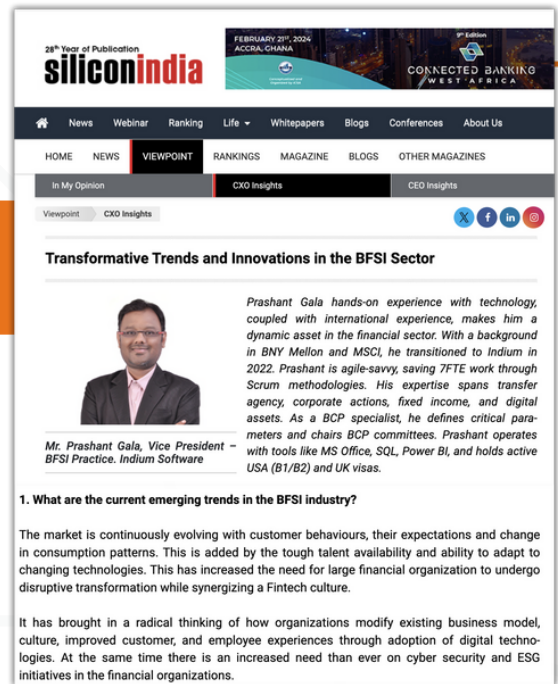 28th Year of Publication
siliconindia
FEBRUARY 21ST, 2024
ACCRA, GHANA
9th Edition
CONNECTED BANKING
WEST AFRICA
News Webinar Ranking Life Whitepapers Blogs Conferences About Us
HOME NEWS VIEWPOINT RANKINGS MAGAZINE BLOGS OTHER MAGAZINES
In My Opinion CXO Insights CEO Insights
Viewpoint CXO Insights
Transformative Trends and Innovations in the BFSI Sector
Prashant Gala hands-on experience with technology,
coupled with international experience, makes him a
dynamic asset in the financial sector. With a background
in BNY Mellon and MSCI, he transitioned to Indium in
2022. Prashant is agile-savvy, saving 7FTE work through
Scrum methodologies. His expertise spans transfer
agency, corporate actions, fixed income, and digital
assets. As a BCP specialist, he defines critical para-
meters and chairs BCP committees. Prashant operates
with tools like MS Office, SQL, Power BI, and holds active
USA (B1/B2) and UK visas.
Mr. Prashant Gala, Vice President –
BFSI Practice. Indium Software
1. What are the current emerging trends in the BFSI industry?
The market is continuously evolving with customer behaviours, their expectations and change
in consumption patterns. This is added by the tough talent availability and ability to adapt to
changing technologies. This has increased the need for large financial organization to undergo
disruptive transformation while synergizing a Fintech culture.
It has brought in a radical thinking of how organizations modify existing business model,
culture, improved customer, and employee experiences through adoption of digital techno-
logies. At the same time there is an increased need than ever on cyber security and ESG
initiatives in the financial organizations.